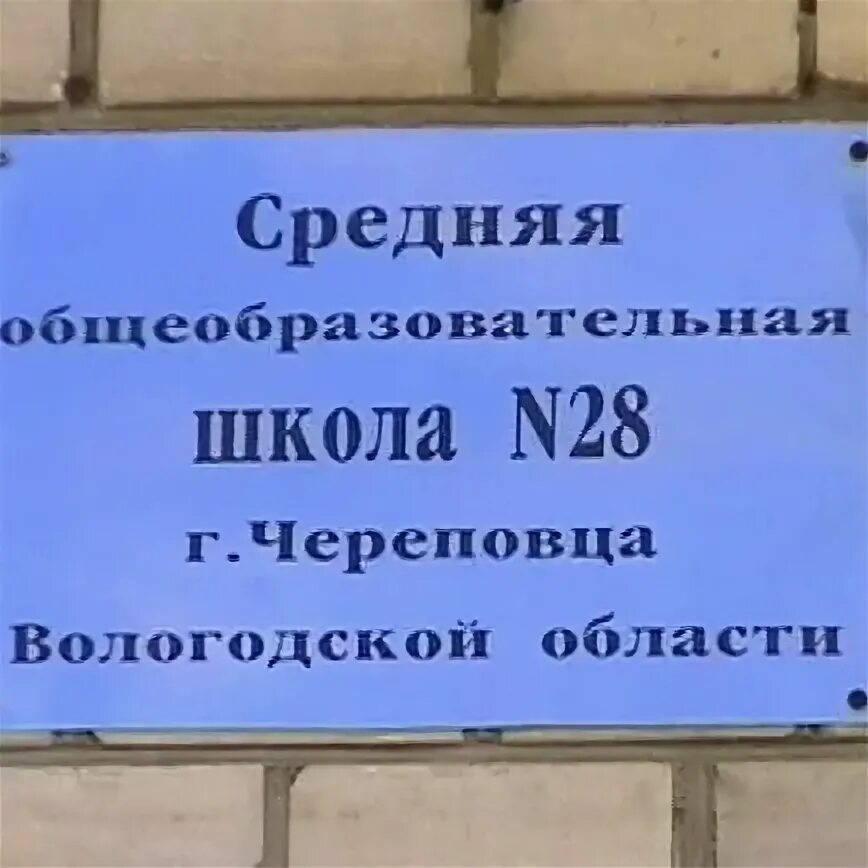 Средняя
общеобразовательная
школа N28
г.Череповца
Вологодской области